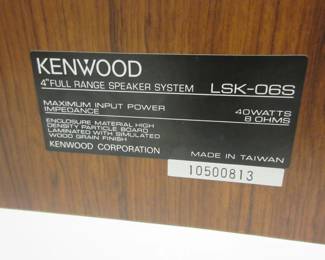 KENWOOD
4" FULL RANGE SPEAKER SYSTEM LSK-06S
MAXIMUM INPUT POWER 40WATTS
IMPEDANCE 8 OHMS
ENCLOSURE MATERIAL HIGH
DENSITY PARTICLE BOARD
LAMINATED WITH SIMULATED
WOOD GRAIN FINISH
KENWOOD CORPORATION MADE IN TAIWAN
10500813